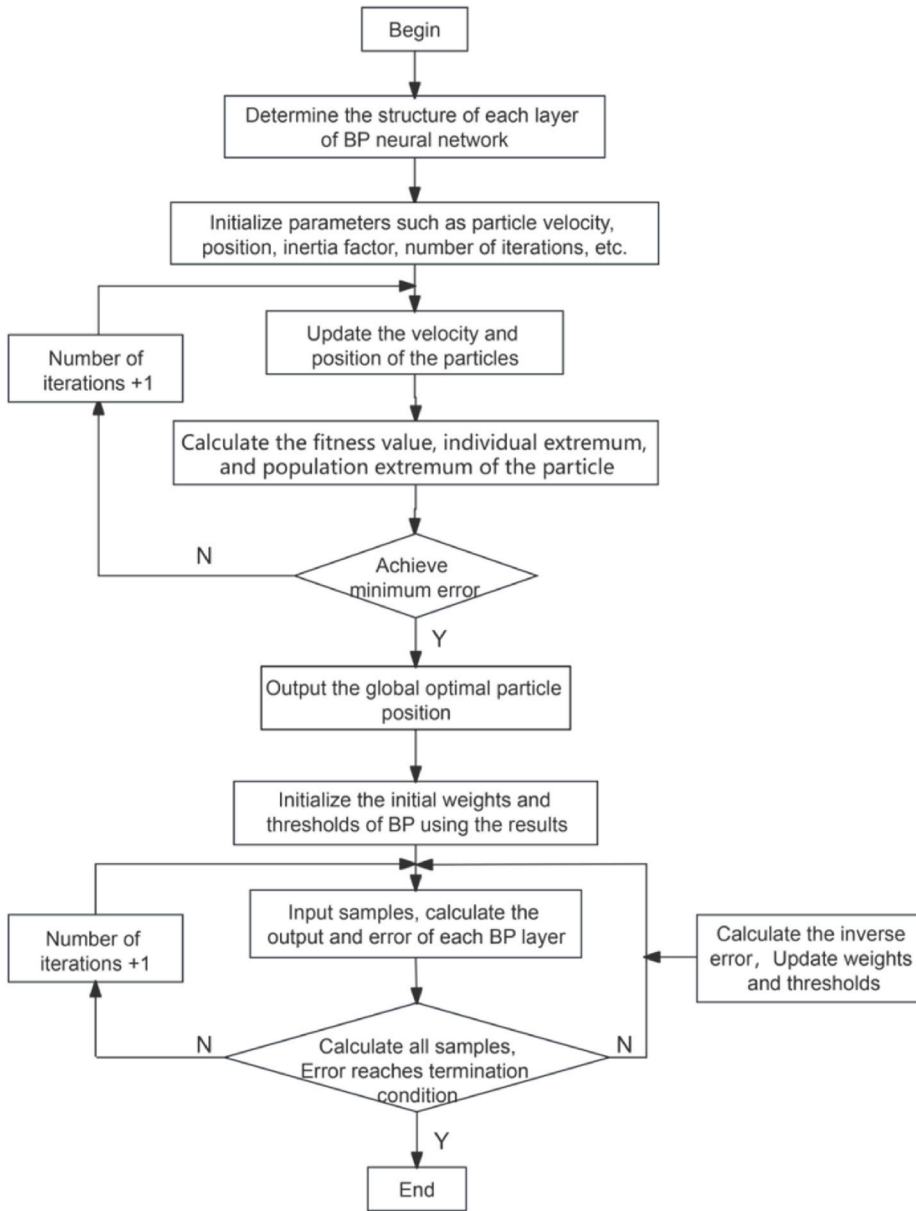 Begin
Determine the structure of each layer
of BP neural network
Initialize parameters such as particle velocity,
position, inertia factor, number of iterations, etc.
Update the velocity and
position of the particles
Number of
iterations +1
Calculate the fitness value, individual extremum,
and population extremum of the particle
N
Achieve
minimum error
Y
Output the global optimal particle
position
Initialize the initial weights and
thresholds of BP using the results
Input samples, calculate the
output and error of each BP layer
Number of
iterations +1
Calculate the inverse
error, Update weights
and thresholds
N
Calculate all samples,
Error reaches termination
condition
N
Y
End